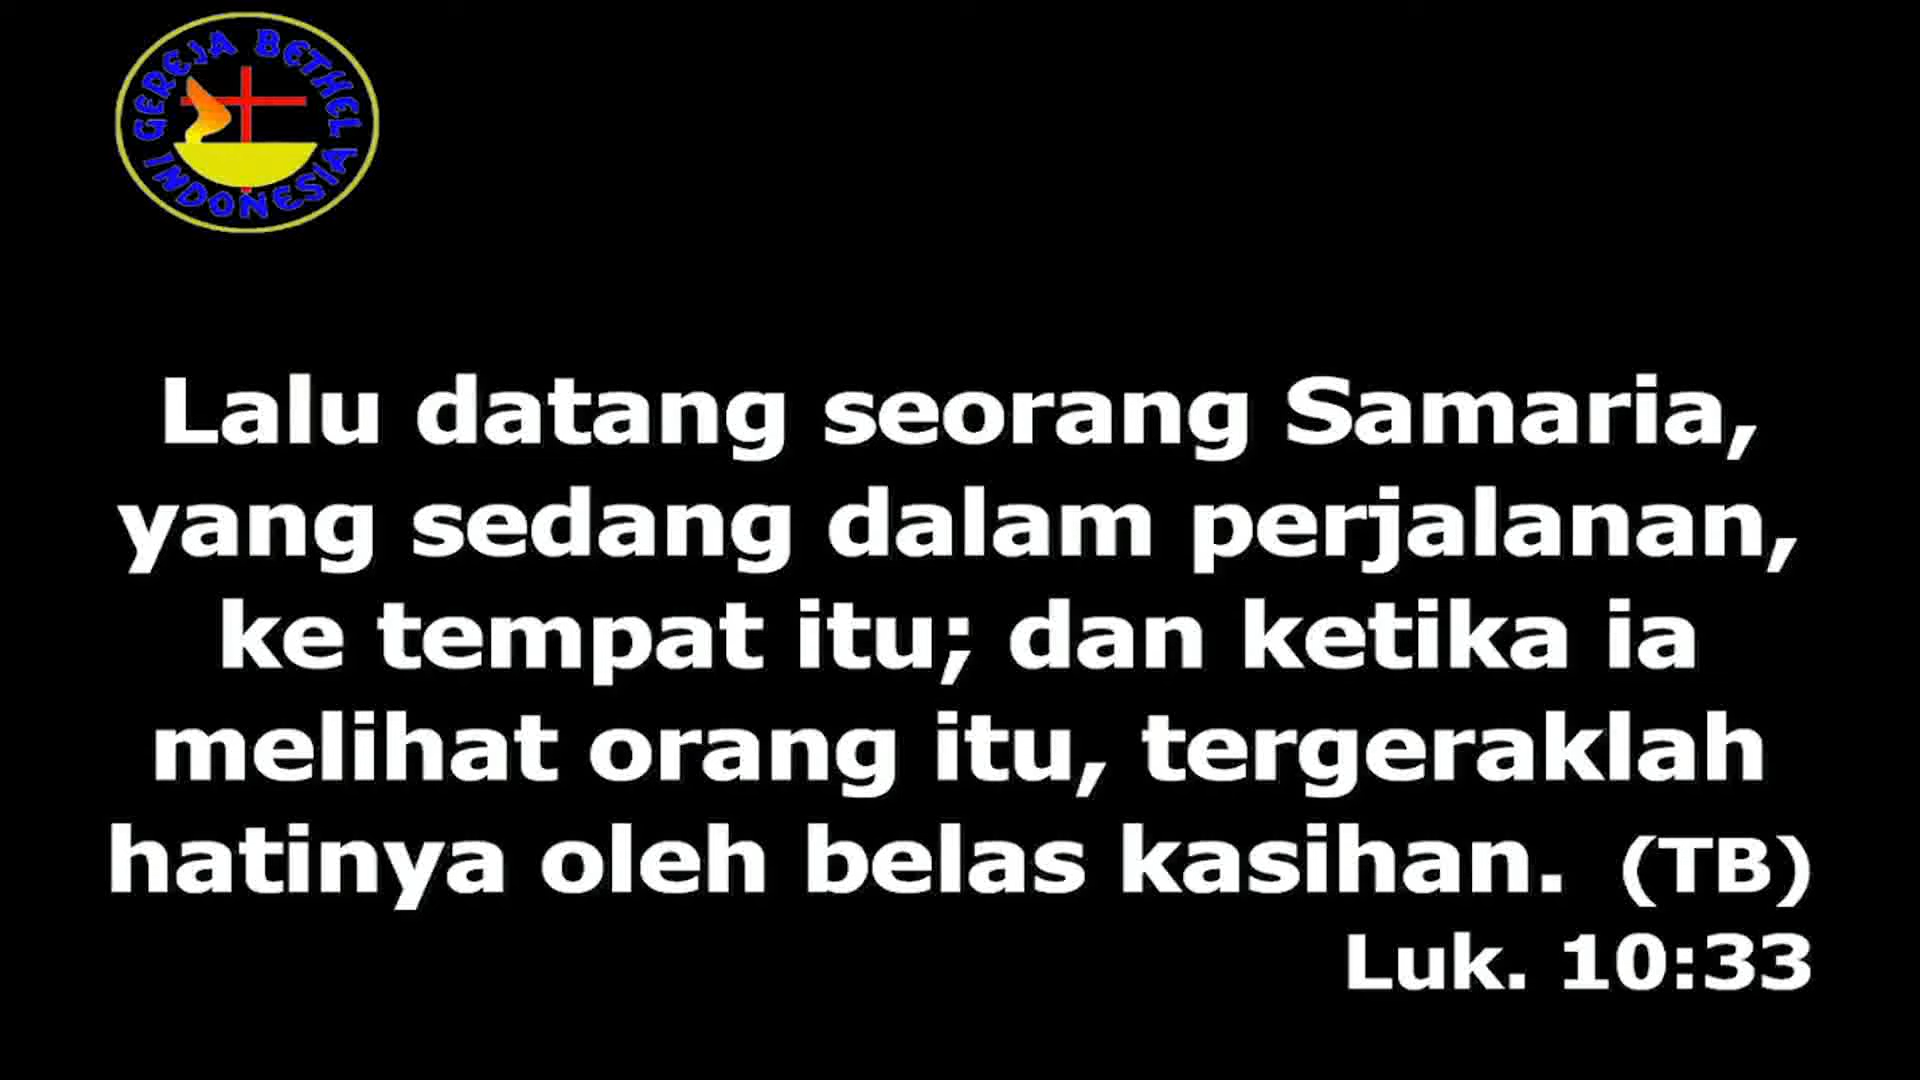 GEREJA BETHEL INDONESIA
Lalu datang seorang Samaria,
yang sedang dalam perjalanan,
ke tempat itu; dan ketika ia
melihat orang itu, tergeraklah
hatinya oleh belas kasihan. (TB)
Luk. 10:33